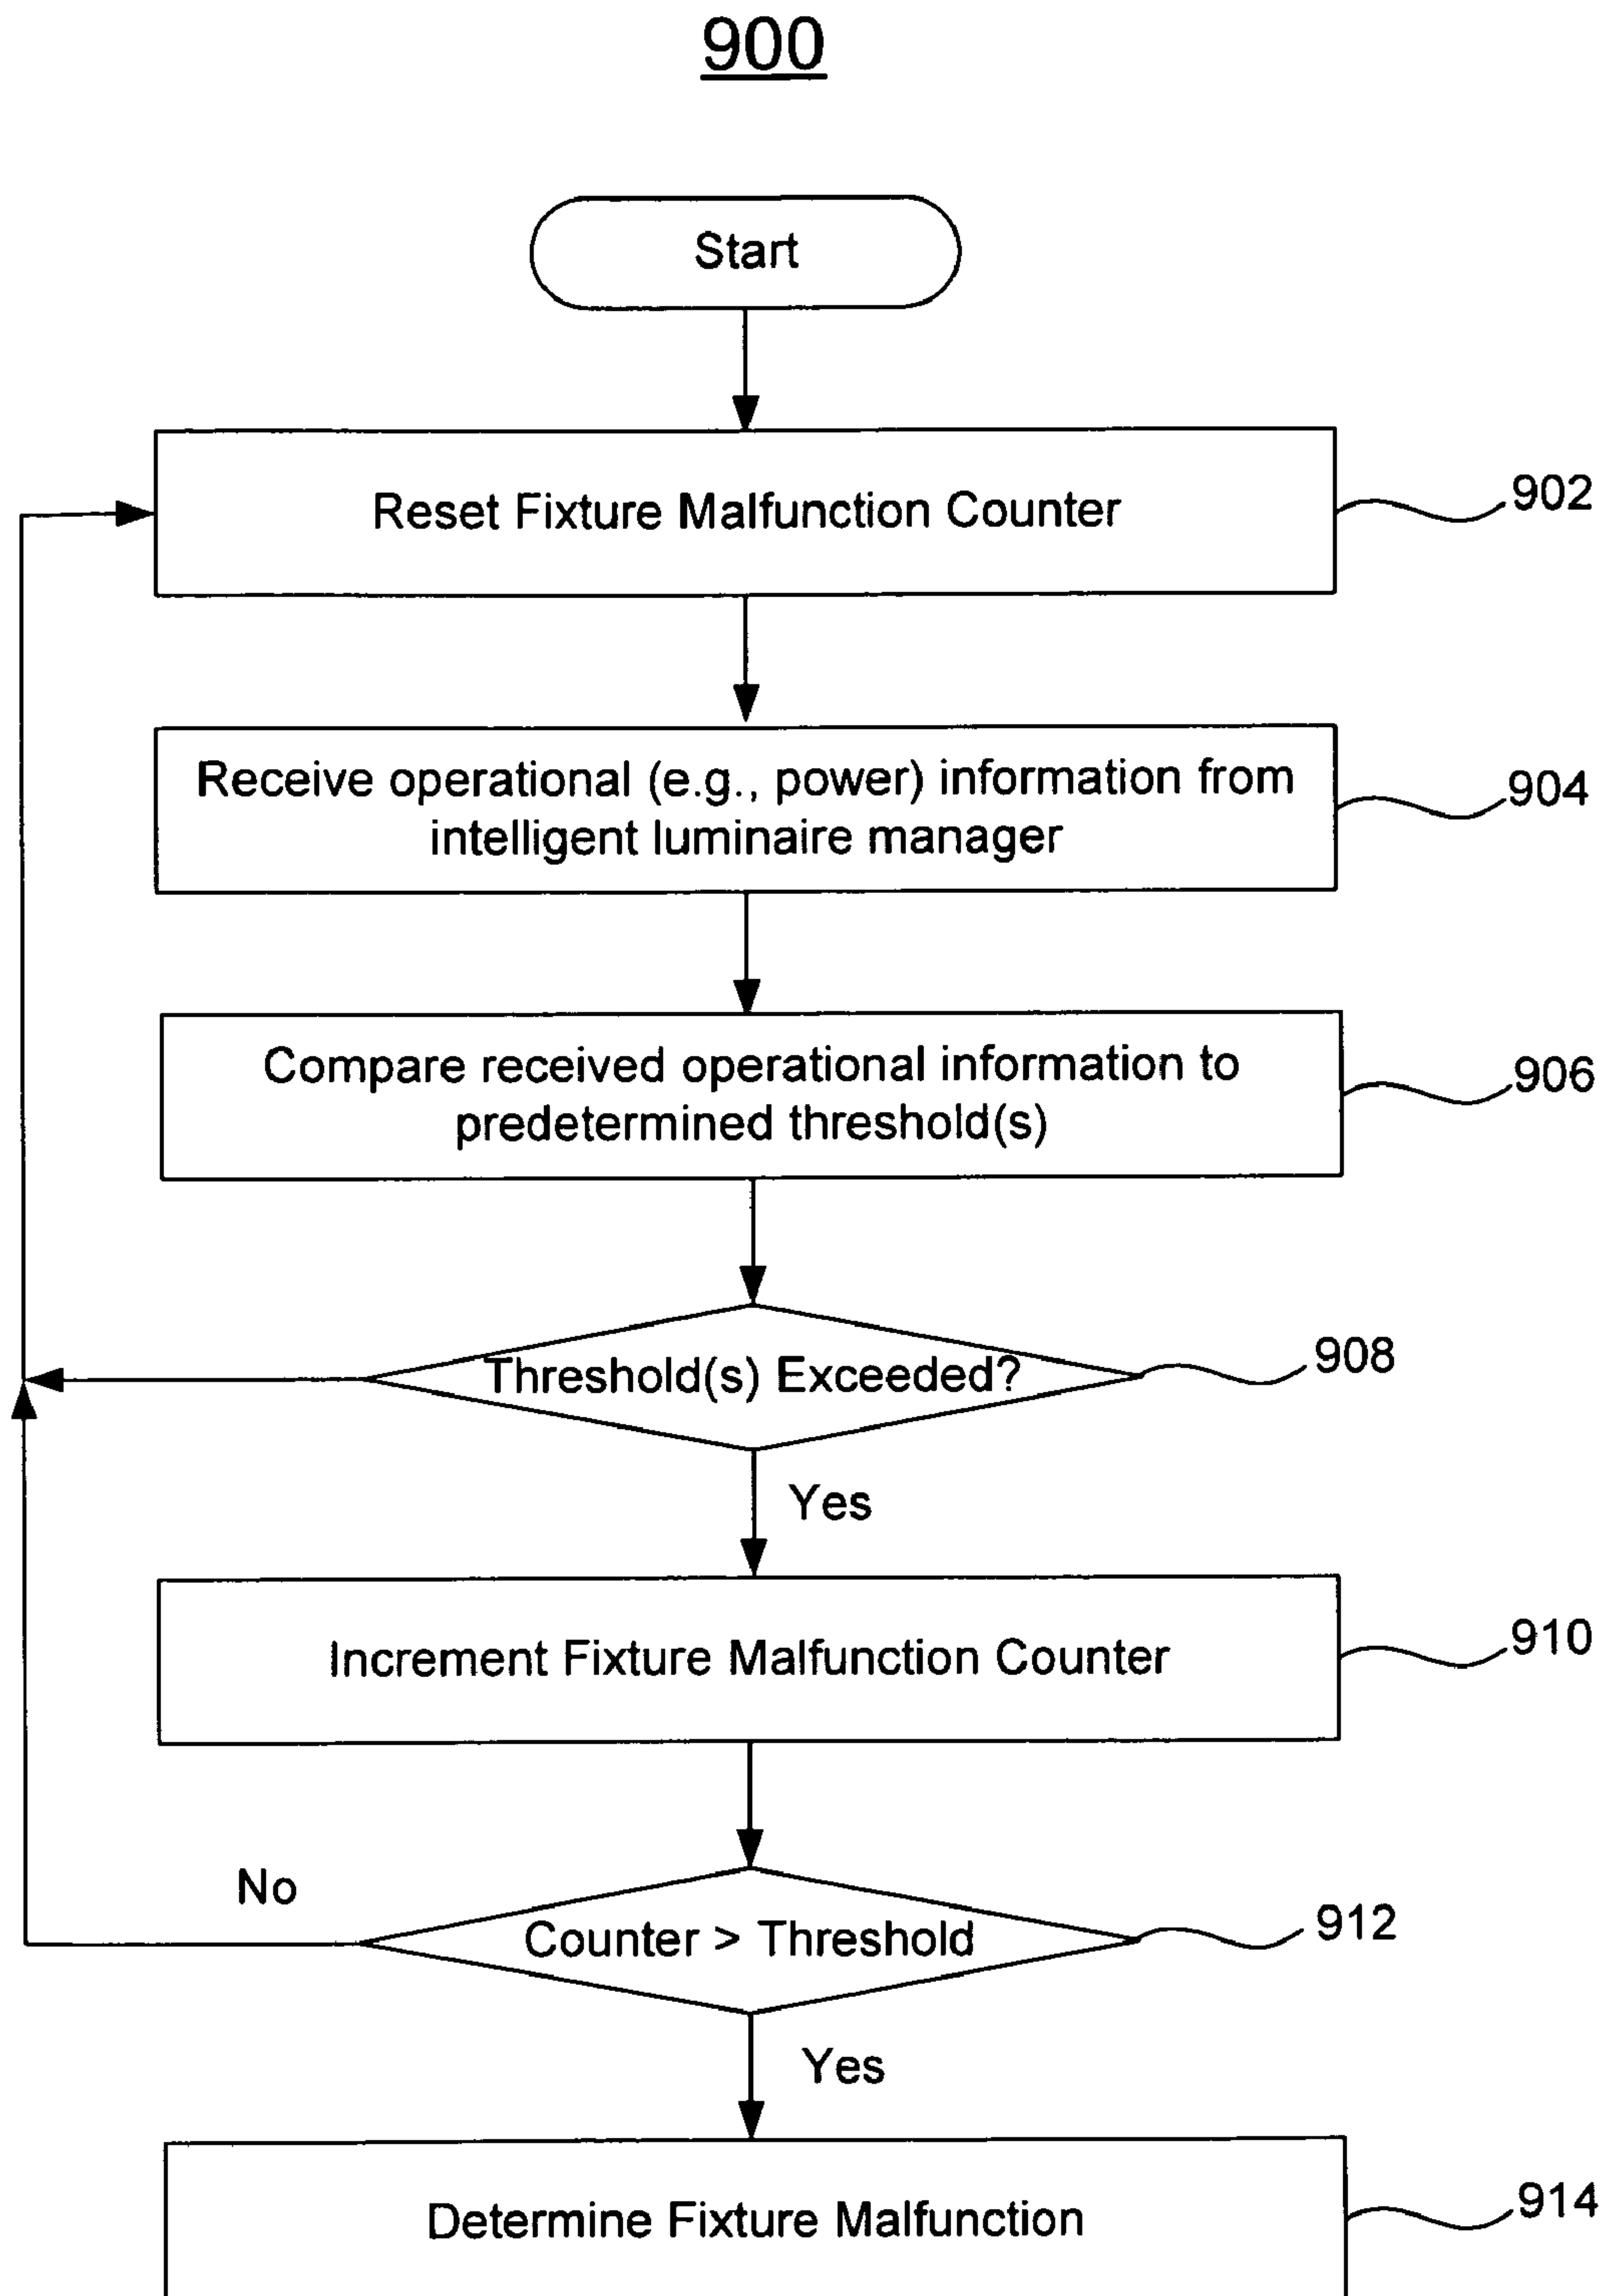 900
Start
Reset Fixture Malfunction Counter
902
Receive operational (e.g., power) information from
intelligent luminaire manager
904
Compare received operational information to
predetermined threshold(s)
906
Threshold(s) Exceeded?
908
Yes
Increment Fixture Malfunction Counter
910
No
Counter > Threshold
912
Yes
Determine Fixture Malfunction
914